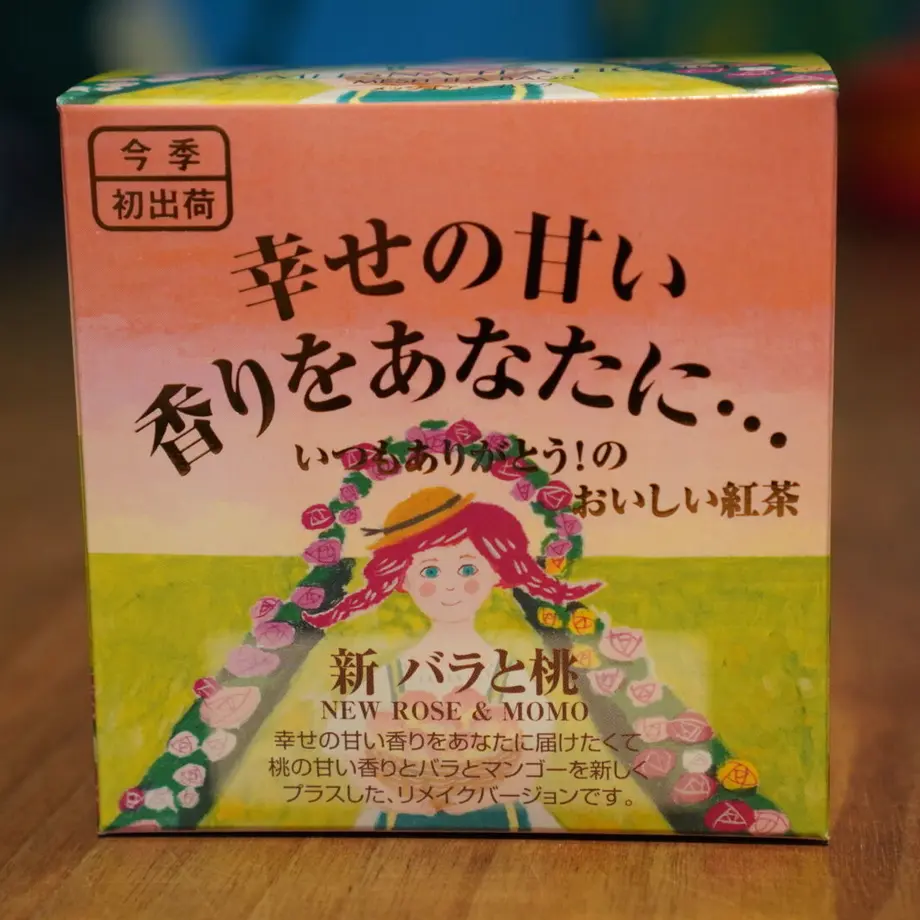 今季
初出荷
幸せの甘い
香りをあなたに…
いつもありがとう!の
おいしい紅茶
新 バラと桃
NEW ROSE & MOMO
幸せの甘い香りをあなたに届けたくて
桃の甘い香りとバラとマンゴーを新しく
プラスした、リメイクバージョンです。